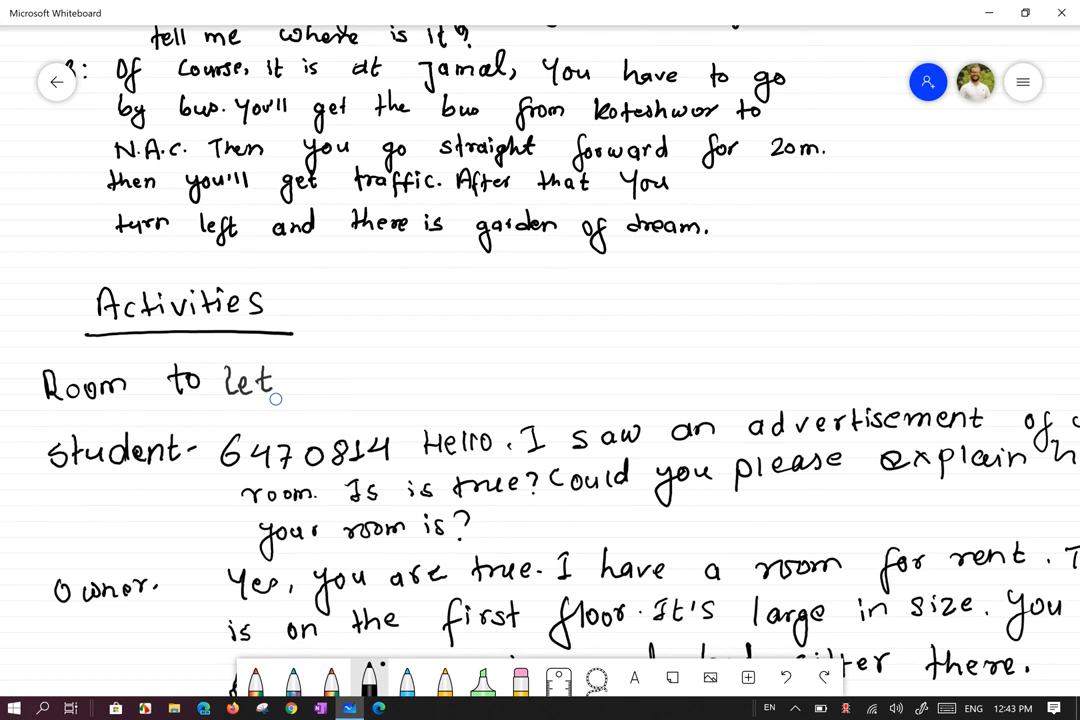 Microsoft Whiteboard
tell me where is it?
: Of course, it is at Jamal, You have to go
by bus. You'll get the bus from koteshwor to
N.A.C. Then you go straight forward for 20m.
then you'll get traffic. After that you
turn left and there is garden of dream.
Activities
Room to let
Student- 6470814 Hello. I saw an advertisement of
room. Is is true? Could you please explain h
your room is?
Owner. Yes, you are true. I have a room for rent. T
is on the first floor. It's large in size. You
there.
EN ENG 12:43 PM